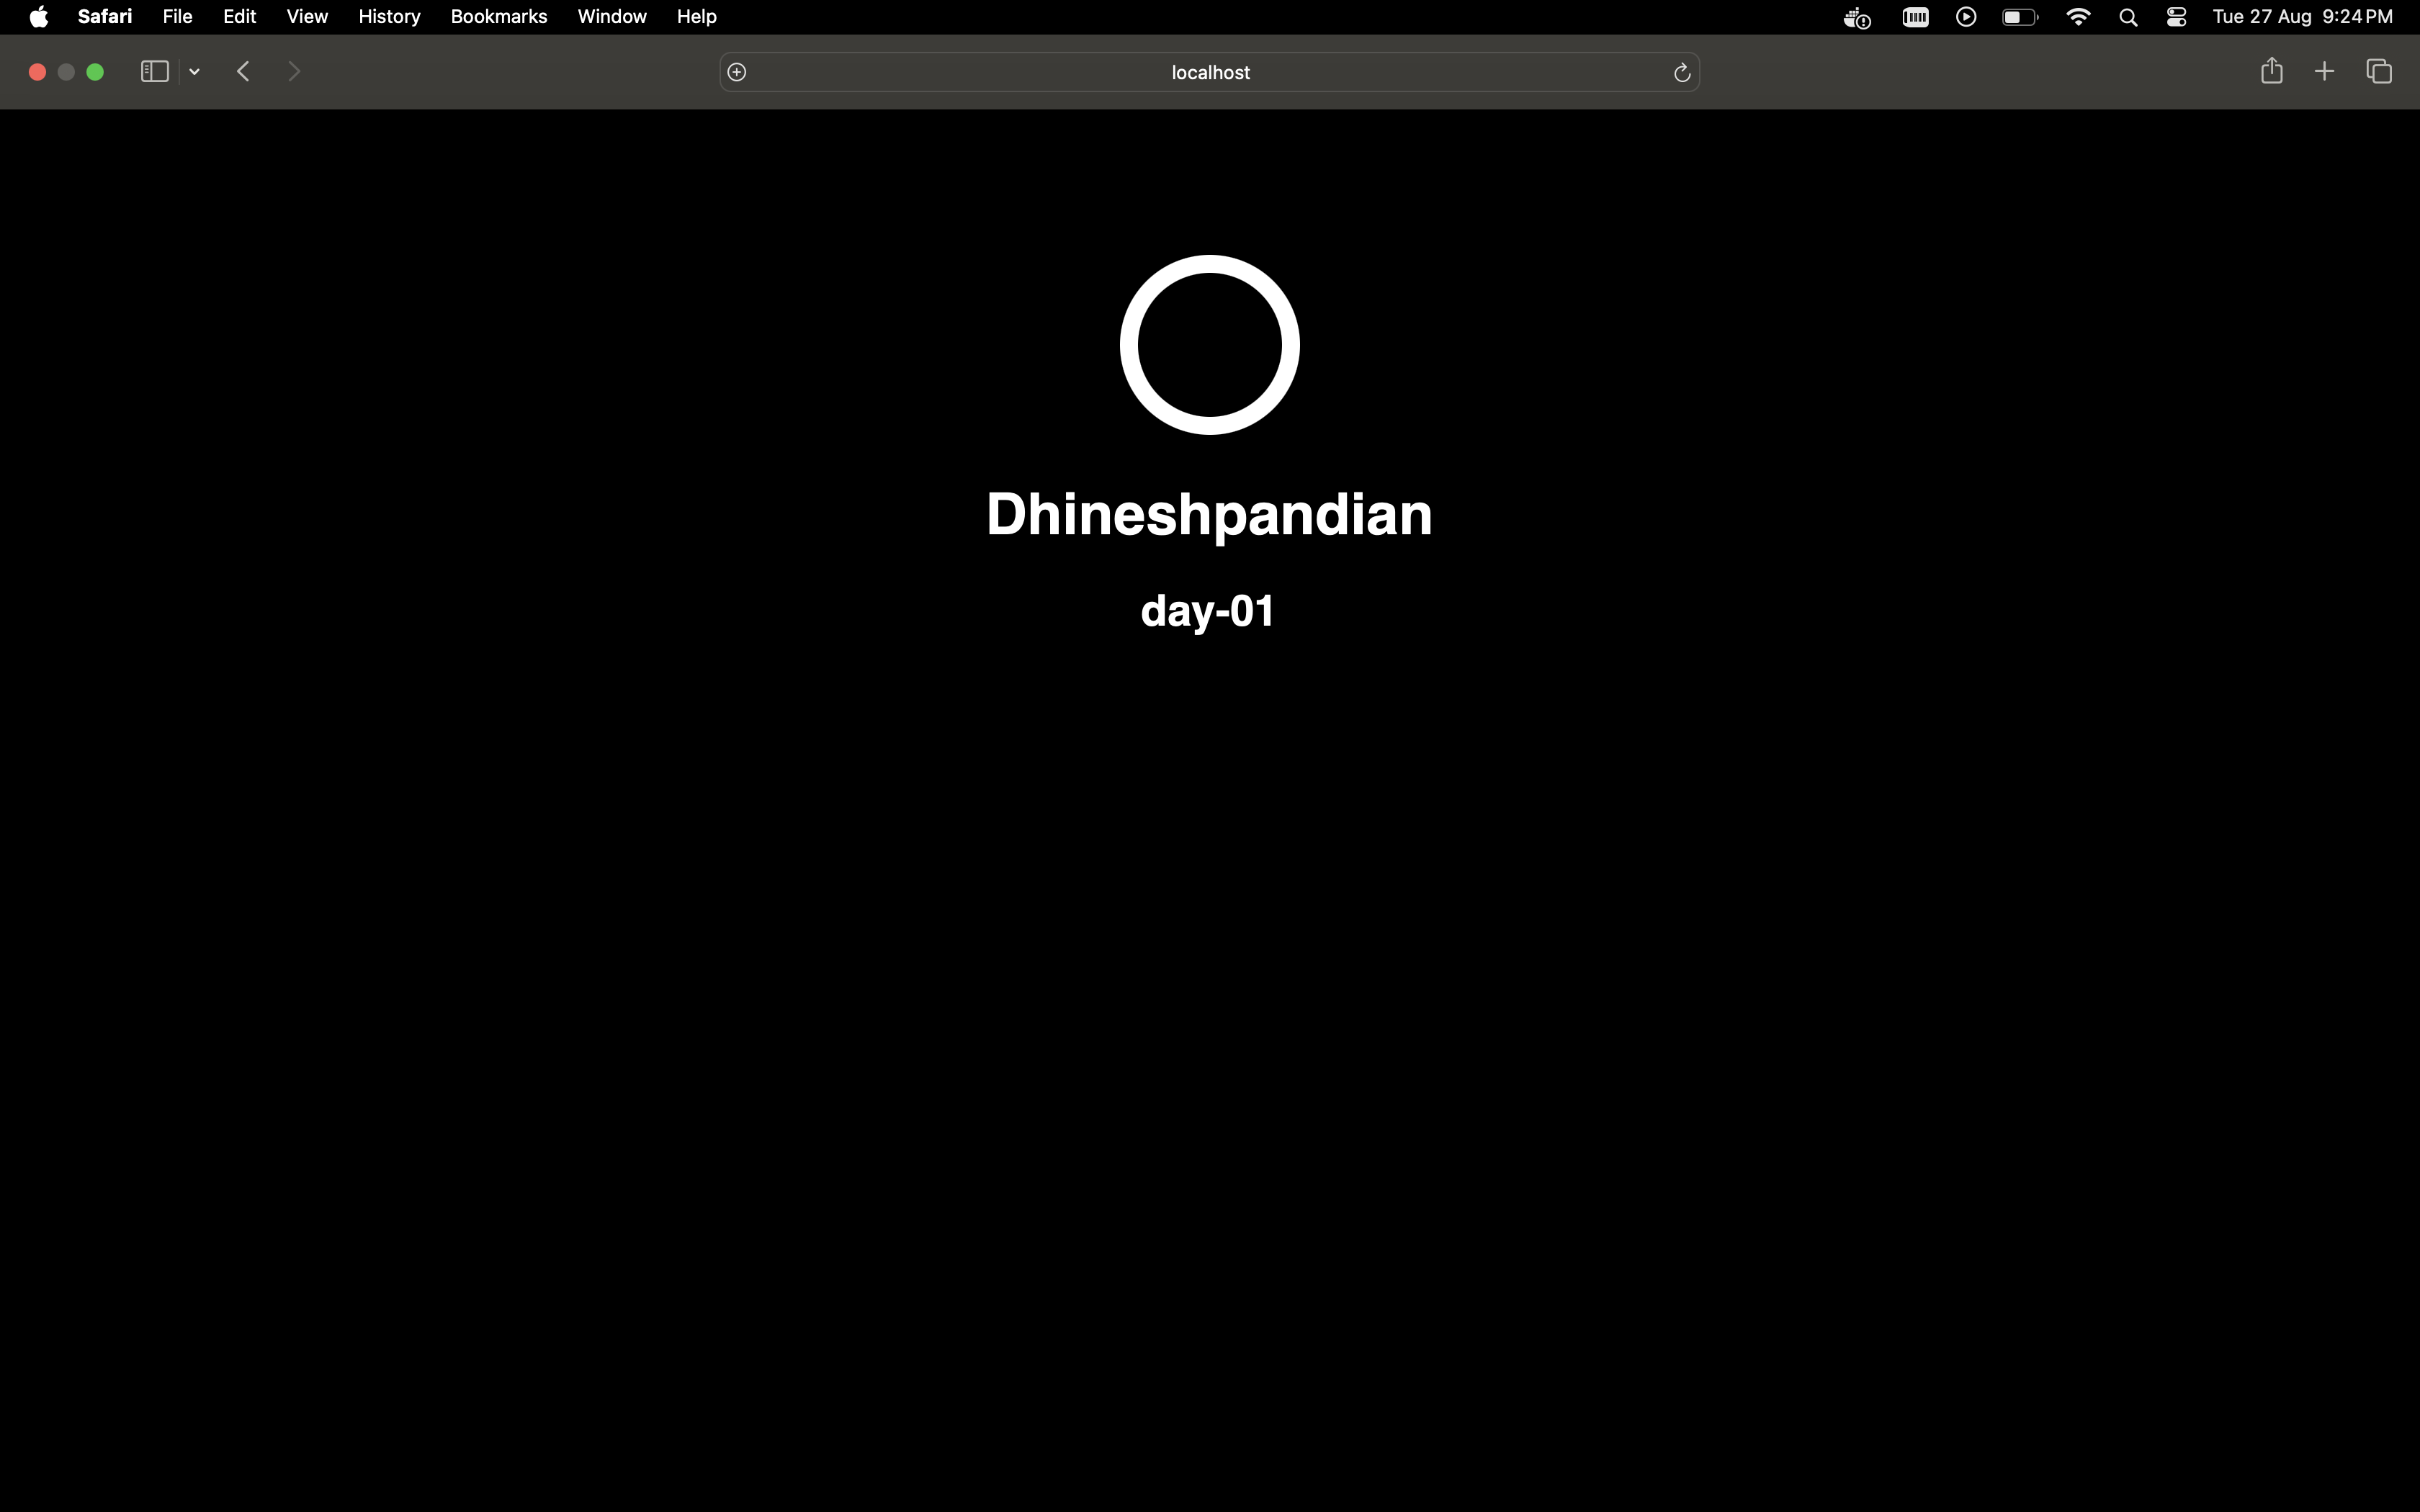 Safari File Edit View History Bookmarks Window Help Tue 27 Aug 9:24 PM
localhost
Dhineshpandian
day-01